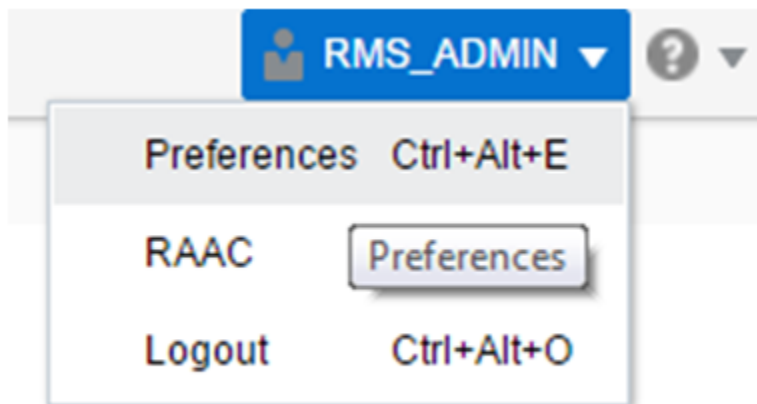 RMS_ADMIN ?
Preferences Ctrl+Alt+E
RAAC
Preferences
Logout Ctrl+Alt+O